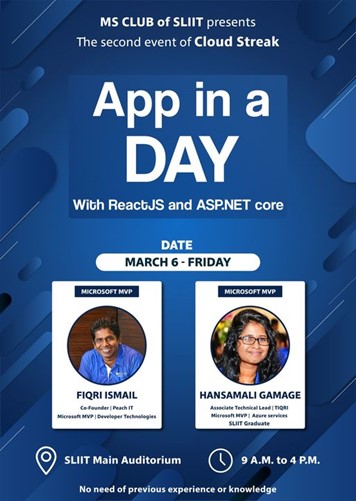 MS CLUB of SLIIT presents
The second event of Cloud Streak
App in a
DAY
With ReactJS and ASP.NET core
DATE
MARCH 6 - FRIDAY
MICROSOFT MVP
FIQRI ISMAIL
Co-Founder | Peach IT
Microsoft MVP | Developer Technologies
MICROSOFT MVP
HANSAMALI GAMAGE
Associate Technical Lead | TIQRI
Microsoft MVP | Azure services
SLIIT Graduate
SLIIT Main Auditorium
9 A.M. to 4 P.M.
No need of previous experience or knowledge